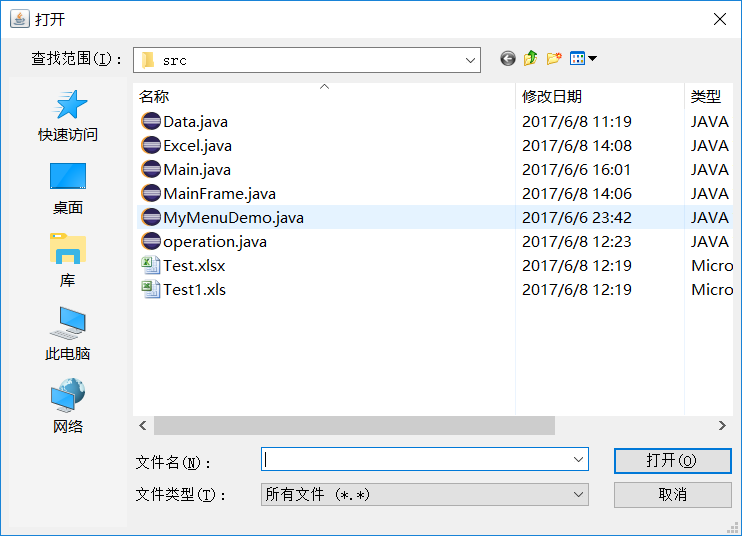 打开
查找范围(I)： src
名称 修改日期 类型
Data.java 2017/6/8 11:19 JAVA
Excel.java 2017/6/8 14:08 JAVA
Main.java 2017/6/6 16:01 JAVA
MainFrame.java 2017/6/8 14:06 JAVA
MyMenuDemo.java 2017/6/6 23:42 JAVA
operation.java 2017/6/8 12:23 JAVA
Test.xlsx 2017/6/8 12:19 Micro
Test1.xls 2017/6/8 12:19 Micro
快速访问
桌面
库
此电脑
网络
文件名(N)： 打开(O)
文件类型(T)： 所有文件 (*.*) 取消